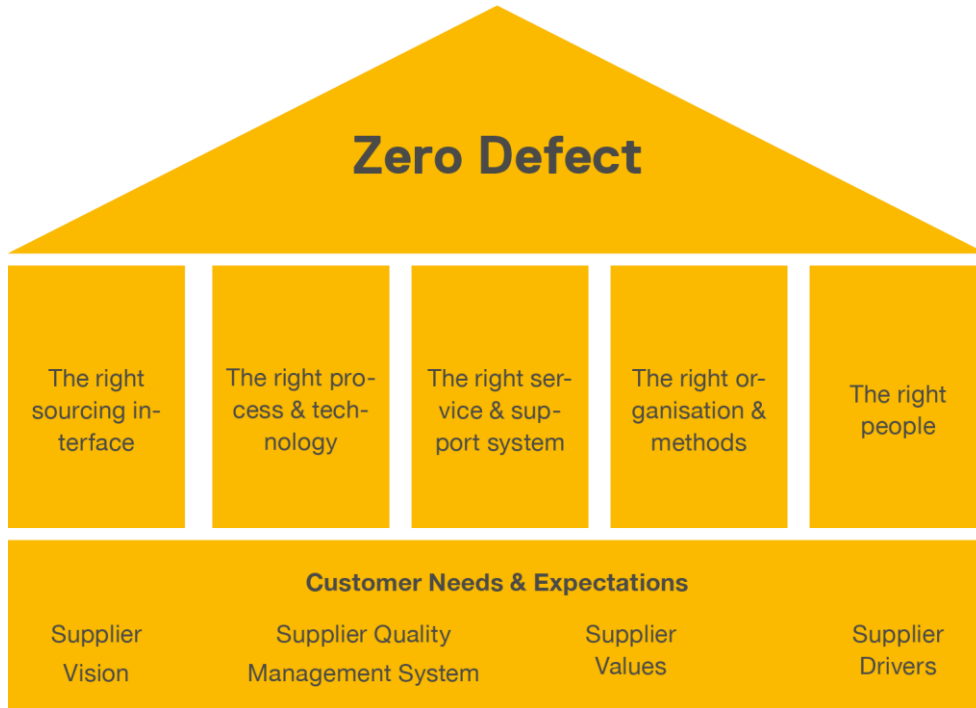 Zero Defect
The right
sourcing in-
terface
The right pro-
cess & tech-
nology
The right ser-
vice & sup-
port system
The right or-
ganisation &
methods
The right
people
Customer Needs & Expectations
Supplier
Vision
Supplier Quality
Management System
Supplier
Values
Supplier
Drivers